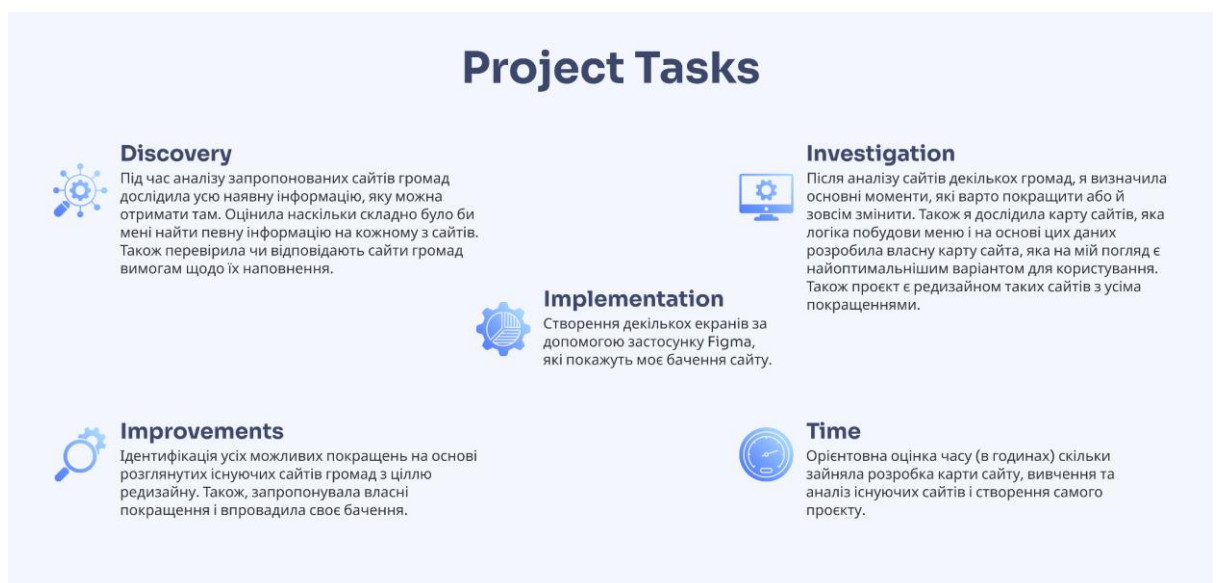 Project Tasks
Discovery
Під час аналізу запропонованих сайтів громад
дослідила усю наявну інформацію, яку можна
отримати там. Оцінила наскільки складно було би
мені найти певну інформацію на кожному з сайтів.
Також перевірила чи відповідають сайти громад
вимогам щодо їх наповнення.
Investigation
Після аналізу сайтів декількох громад, я визначила
основні моменти, які варто покращити або й
зовсім змінити. Також я дослідила карту сайтів, яка
логіка побудови меню і на основі цих даних
розробила власну карту сайта, яка на мій погляд є
найоптимальнішим варіантом для користування.
Також проєкт є редизайном таких сайтів з усіма
покращеннями.
Implementation
Створення декількох екранів за
допомогою застосунку Figma,
які покажуть моє бачення сайту.
Improvements
Ідентифікація усіх можливих покращень на основі
розглянутих існуючих сайтів громад з ціллю
редизайну. Також, запропонувала власні
покращення і впровадила своє бачення.
Time
Орієнтовна оцінка часу (в годинах) скільки
зайняла розробка карти сайту, вивчення та
аналіз існуючих сайтів і створення самого
проєкту.